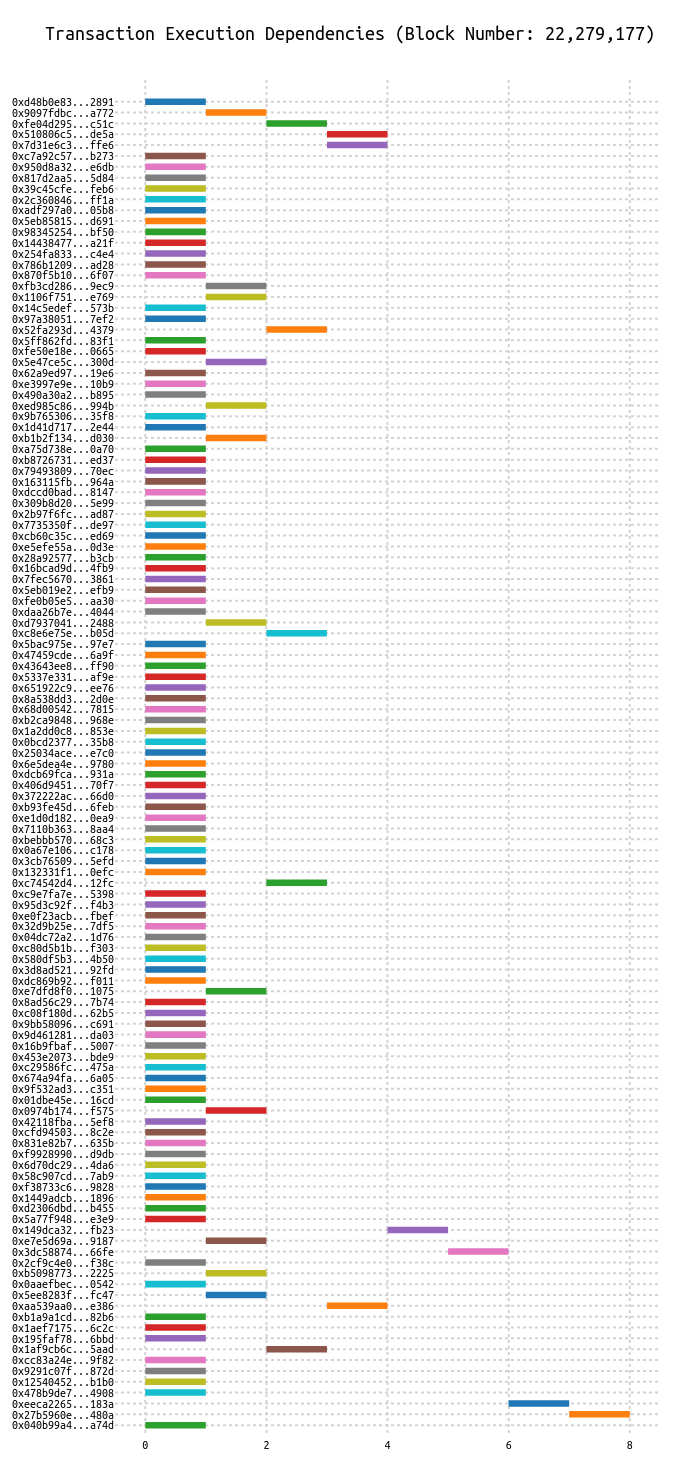 Transaction Execution Dependencies (Block Number: 22,279,177)
0xd48b0e83...2891
0x9097fdbc...a772
0xfe04d295...c51c
0x510806c5...de5a
0x7d31e6c3...ffe6
0xc7a92c57...b273
0x950d8a32...e6db
0x817d2aa5...5d84
0x39c45cfe...feb6
0x2c360846...ff1a
0xadf297a0...05b8
0x5eb85815...d691
0x98345254...bf50
0x14438477...a21f
0x254fa833...c4e4
0x786b1209...ad28
0x870f5b10...6f07
0xfb3cd286...9ec9
0x1106f751...e769
0x14c5edef...573b
0x97a38051...7ef2
0x52fa293d...4379
0x5ff862fd...83f1
0xfe50e18e...0665
0x5e47ce5c...300d
0x62a9ed97...19e6
0xe3997e9e...10b9
0x490a30a2...b895
0xed985c86...994b
0x9b765306...35f8
0x1d41d717...2e44
0xb1b2f134...d030
0xa75d738e...0a70
0xb8726731...ed37
0x79493809...70ec
0x163115fb...964a
0xdccd0bad...8147
0x309b8d20...5e99
0x2b97f6fc...ad87
0x7735350f...de97
0xcb60c35c...ed69
0xe5efe55a...0d3e
0x28a92577...b3cb
0x16bcad9d...4fb9
0x7fec5670...3861
0x5eb019e2...efb9
0xfe0b05e5...aa30
0xdaa26b7e...4044
0xd7937041...2488
0xc8e6e75e...b05d
0x5bac975e...97e7
0x47459cde...6a9f
0x43643ee8...ff90
0x5337e331...af9e
0x651922c9...ee76
0x8a538dd3...2d0e
0x68d00542...7815
0xb2ca9848...968e
0x1a2dd0c8...853e
0x0bcd2377...35b8
0x25034ace...e7c0
0x6e5dea4e...9780
0xdcb69fca...931a
0x406d9451...70f7
0x372222ac...66d0
0xb93fe45d...6feb
0xe1d0d182...0ea9
0x7110b363...8aa4
0xbebbb570...68c3
0x0a67e106...c178
0x3cb76509...5efd
0x132331f1...0efc
0xc74542d4...12fc
0xc9e7fa7e...5398
0x95d3c92f...f4b3
0xe0f23acb...fbef
0x32d9b25e...7df5
0x04dc72a2...1d76
0xc80d5b1b...f303
0x580df5b3...4b50
0x3d8ad521...92fd
0xdc869b92...f011
0xe7dfd8f0...1075
0x8ad56c29...7b74
0xc08f180d...62b5
0x9bb58096...c691
0x9d461281...da03
0x16b9fbaf...5007
0x453e2073...bde9
0xc29586fc...475a
0x674a94fa...6a05
0x9f532ad3...c351
0x01dbe45e...16cd
0x0974b174...f575
0x42118fba...5ef8
0xcfd94503...8c2e
0x831e82b7...635b
0xf9928990...d9db
0x6d70dc29...4da6
0x58c907cd...7ab9
0xf38733c6...9828
0x1449adcb...1896
0xd2306dbd...b455
0x5a77f948...e3e9
0x149dca32...fb23
0xe7e5d69a...9187
0x3dc58874...66fe
0x2cf9c4e0...f38c
0xb5098773...2225
0x0aaefbec...0542
0x5ee8283f...fc47
0xaa539aa0...e386
0xb1a9a1cd...82b6
0x1aef7175...6c2c
0x195faf78...6bbd
0x1af9cb6c...5aad
0xcc83a24e...9f82
0x9291c07f...872d
0x12540452...b1b0
0x478b9de7...4908
0xeeca2265...183a
0x27b5960e...480a
0x040b99a4...a74d
0 2 4 6 8